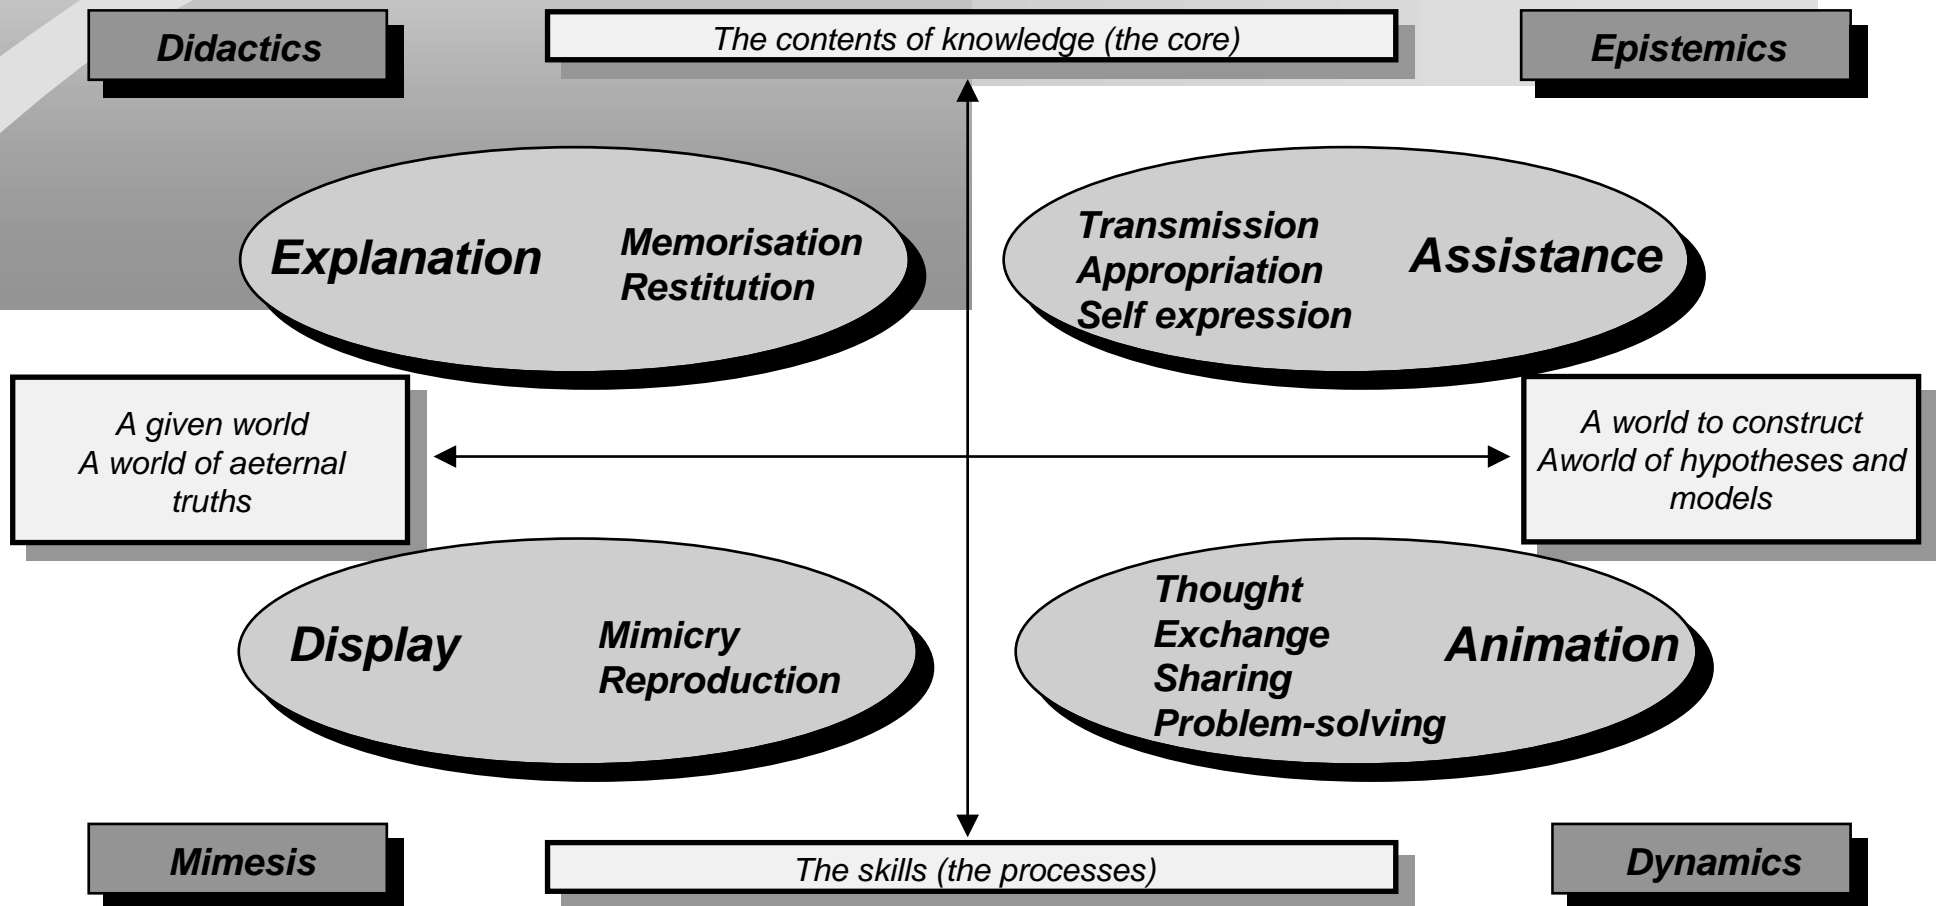 Didactics
The contents of knowledge (the core)
Epistemics
Explanation
Memorisation
Restitution
Transmission
Appropriation
Self expression
Assistance
A given world
A world of aeternal
truths
A world to construct
Aworld of hypotheses and
models
Display
Mimicry
Reproduction
Thought
Exchange
Sharing
Problem-solving
Animation
Mimesis
The skills (the processes)
Dynamics